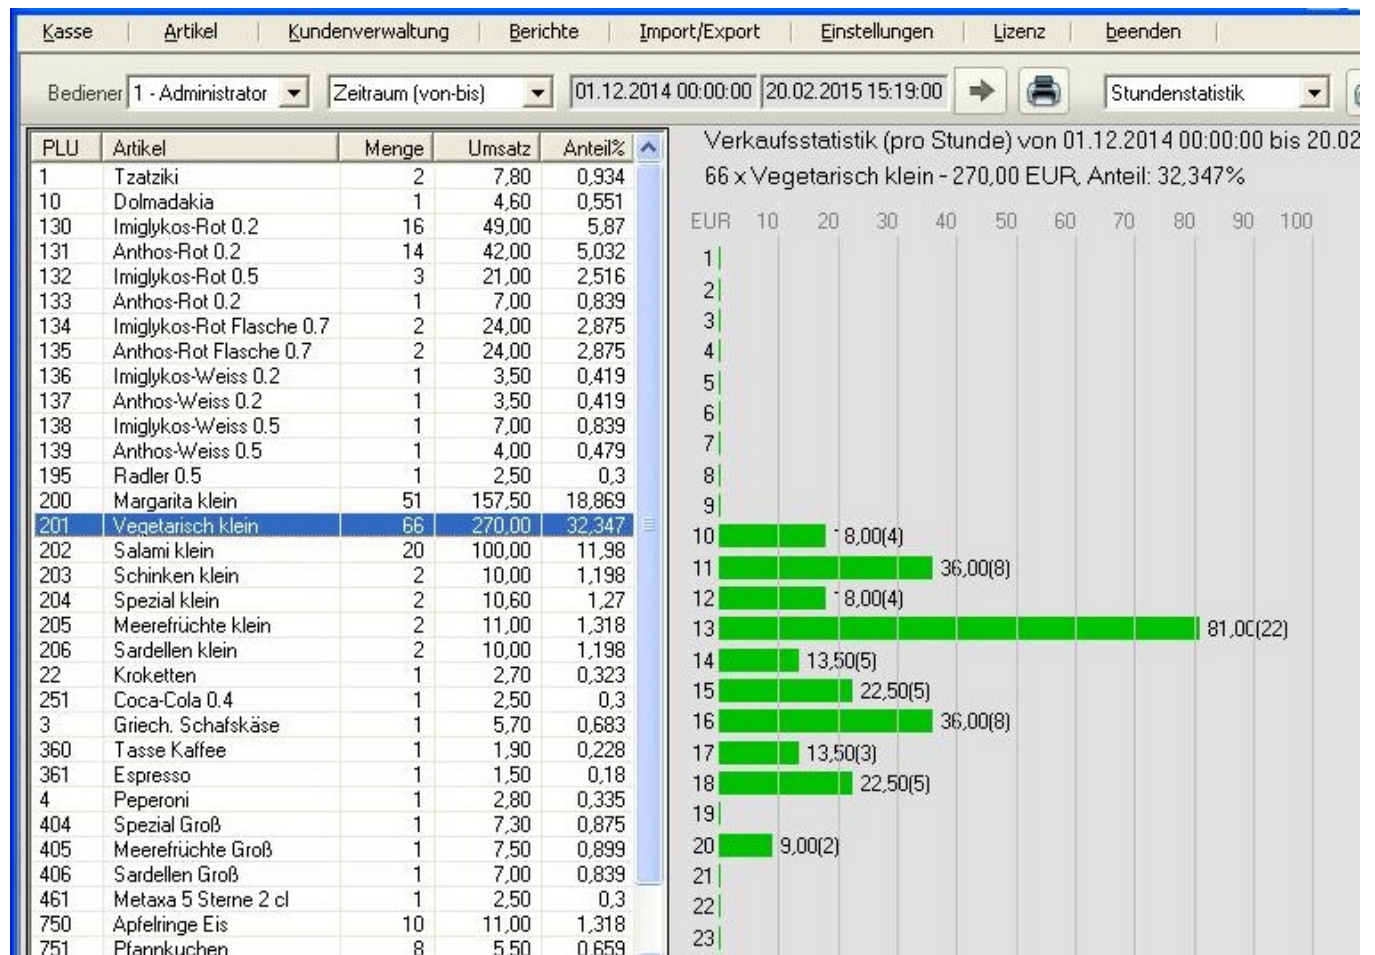 Kasse | Artikel | Kundenverwaltung | Berichte | Import/Export | Einstellungen | Lizenz | beenden |
Bediener 1 - Administrator Zeitraum (von-bis) 01.12.2014 00:00:00 20.02.2015 15:19:00 Stundenstatistik
PLU Artikel Menge Umsatz Anteil%
1 Tzatziki 2 7,80 0,934
10 Dolmadakia 1 4,60 0,551
130 Imiglykos-Rot 0.2 16 49,00 5,87
131 Anthos-Rot 0.2 14 42,00 5,032
132 Imiglykos-Rot 0.5 3 21,00 2,516
133 Anthos-Rot 0.2 1 7,00 0,839
134 Imiglykos-Rot Flasche 0.7 2 24,00 2,875
135 Anthos-Rot Flasche 0.7 2 24,00 2,875
136 Imiglykos-Weiss 0.2 1 3,50 0,419
137 Anthos-Weiss 0.2 1 3,50 0,419
138 Imiglykos-Weiss 0.5 1 7,00 0,839
139 Anthos-Weiss 0.5 1 4,00 0,479
195 Radler 0.5 1 2,50 0,3
200 Margarita klein 51 157,50 18,869
201 Vegetarisch klein 66 270,00 32,347
202 Salami klein 20 100,00 11,98
203 Schinken klein 2 10,00 1,198
204 Spezial klein 2 10,60 1,27
205 Meerefrüchte klein 2 11,00 1,318
206 Sardellen klein 2 10,00 1,198
22 Kroketten 1 2,70 0,323
251 Coca-Cola 0.4 1 2,50 0,3
3 Griech. Schafskäse 1 5,70 0,683
360 Tasse Kaffee 1 1,90 0,228
361 Espresso 1 1,50 0,18
4 Peperoni 1 2,80 0,335
404 Spezial Groß 1 7,30 0,875
405 Meerefrüchte Groß 1 7,50 0,899
406 Sardellen Groß 1 7,00 0,839
461 Metaxa 5 Sterne 2 cl 1 2,50 0,3
750 Apfelringe Eis 10 11,00 1,318
751 Pfannkuchen 8 5,50 0,659
Verkaufsstatistik (pro Stunde) von 01.12.2014 00:00:00 bis 20.02
66 x Vegetarisch klein - 270,00 EUR, Anteil: 32,347%
EUR 10 20 30 40 50 60 70 80 90 100
1
2
3
4
5
6
7
8
9
10 18,00(4)
11 36,00(8)
12 18,00(4)
13 81,00(22)
14 13,50(5)
15 22,50(5)
16 36,00(8)
17 13,50(3)
18 22,50(5)
19
20 9,00(2)
21
22
23